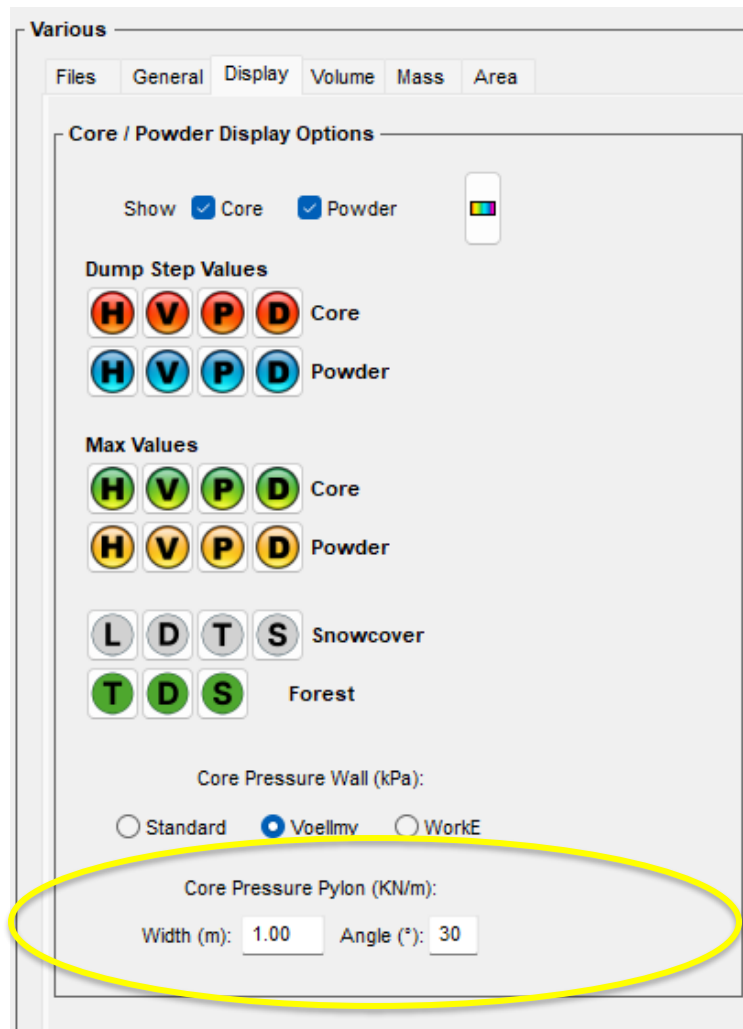 Various
Files General Display Volume Mass Area
Core / Powder Display Options
Show Core Powder
Dump Step Values
H V P D Core
H V P D Powder
Max Values
H V P D Core
H V P D Powder
L D T S Snowcover
T D S Forest
Core Pressure Wall (kPa):
Standard Voellmy WorkE
Core Pressure Pylon (KN/m):
Width (m): 1.00 Angle (°): 30